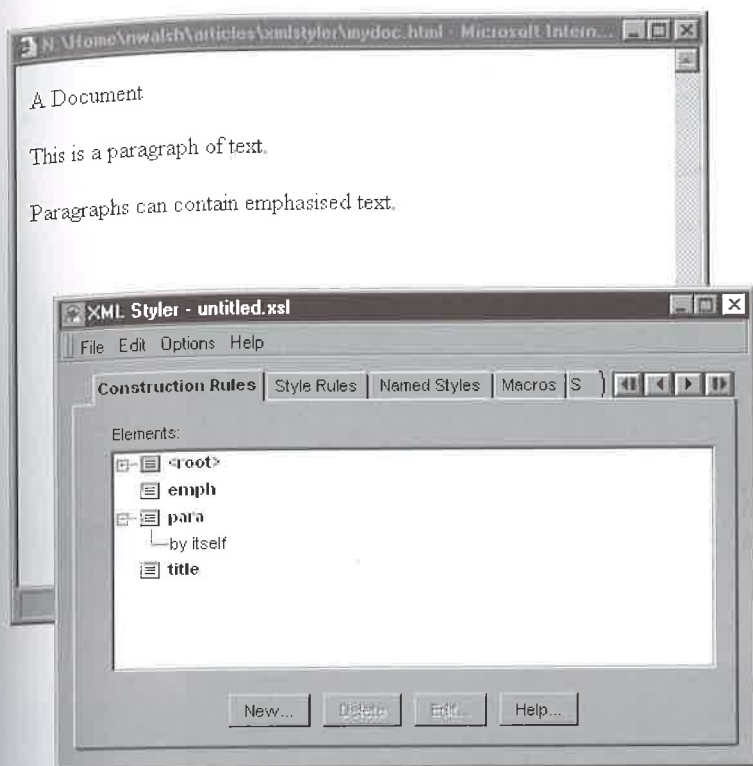 N:\Home\nwalsh\articles\xmlstyler\mydoc.html - Microsoft Intern...
A Document
This is a paragraph of text.
Paragraphs can contain emphasised text.
XML Styler - untitled.xsl
File Edit Options Help
Construction Rules Style Rules Named Styles Macros S
Elements:
<root>
emph
para
by itself
title
New... Delete Edit... Help...